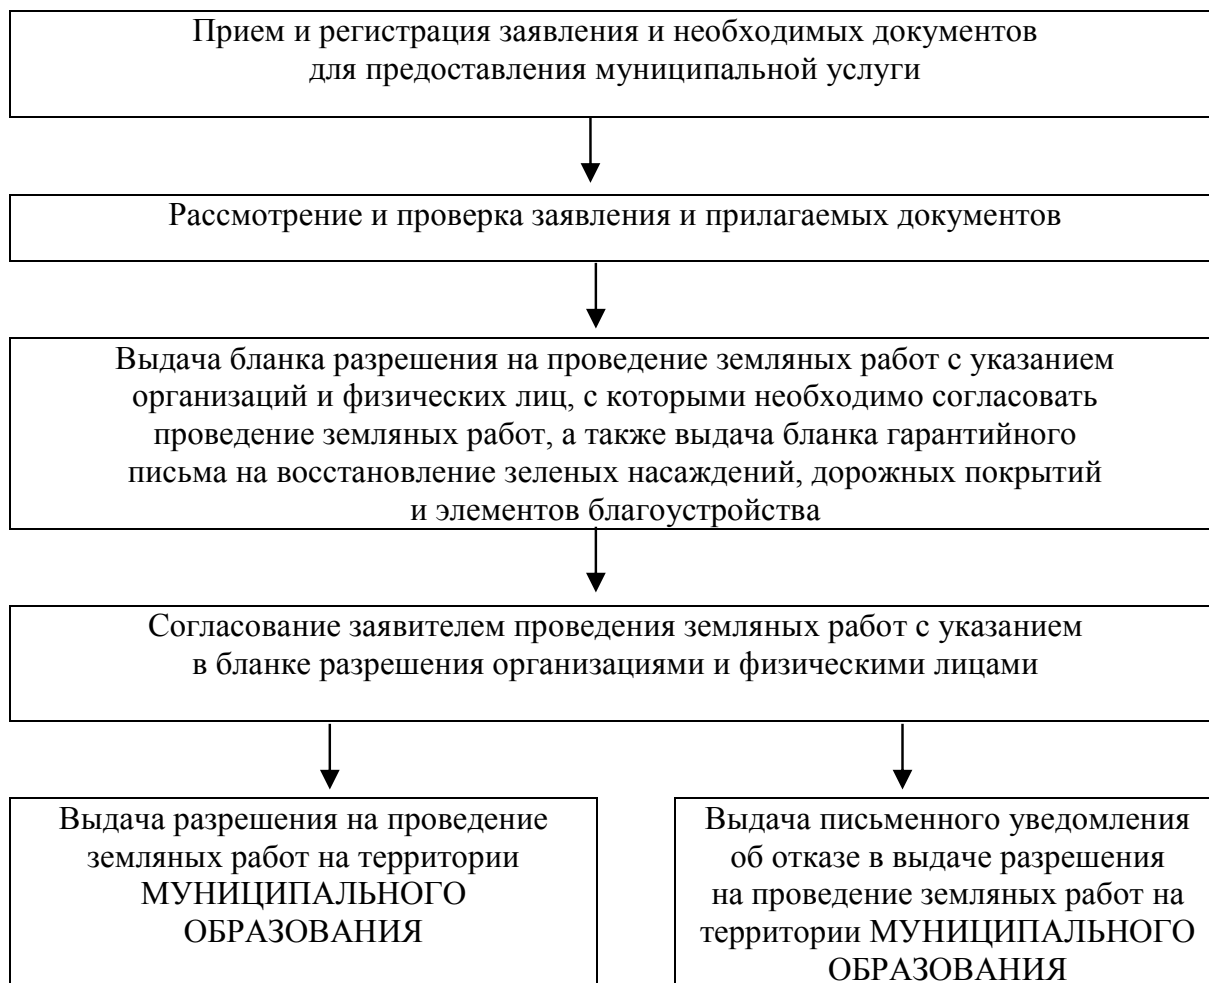 Прием и регистрация заявления и необходимых документов
для предоставления муниципальной услуги
Рассмотрение и проверка заявления и прилагаемых документов
Выдача бланка разрешения на проведение земляных работ с указанием
организаций и физических лиц, с которыми необходимо согласовать
проведение земляных работ, а также выдача бланка гарантийного
письма на восстановление зеленых насаждений, дорожных покрытий
и элементов благоустройства
Согласование заявителем проведения земляных работ с указанием
в бланке разрешения организациями и физическими лицами
Выдача разрешения на проведение
земляных работ на территории
МУНИЦИПАЛЬНОГО
ОБРАЗОВАНИЯ
Выдача письменного уведомления
об отказе в выдаче разрешения
на проведение земляных работ на
территории МУНИЦИПАЛЬНОГО
ОБРАЗОВАНИЯ